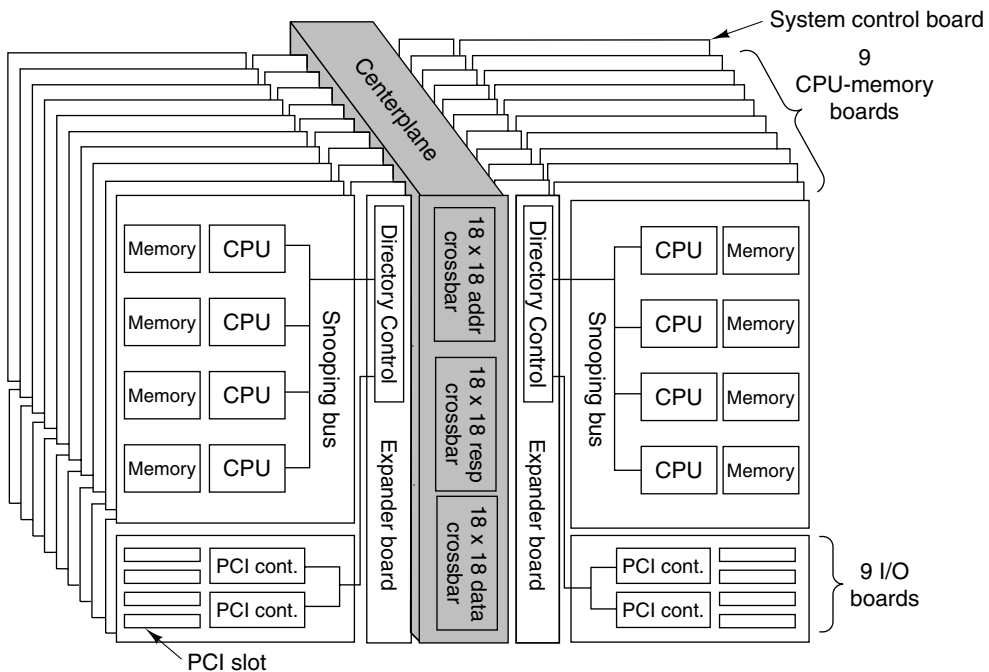 System control board
9
CPU-memory
boards
Centerplane
Memory
CPU
Memory
CPU
Memory
CPU
Memory
CPU
Snooping bus
Directory Control
Expander board
18 x 18 addr
crossbar
18 x 18 resp
crossbar
18 x 18 data
crossbar
Directory Control
Expander board
Snooping bus
CPU
Memory
CPU
Memory
CPU
Memory
CPU
Memory
PCI cont.
PCI cont.
PCI cont.
PCI cont.
9 I/O
boards
PCI slot